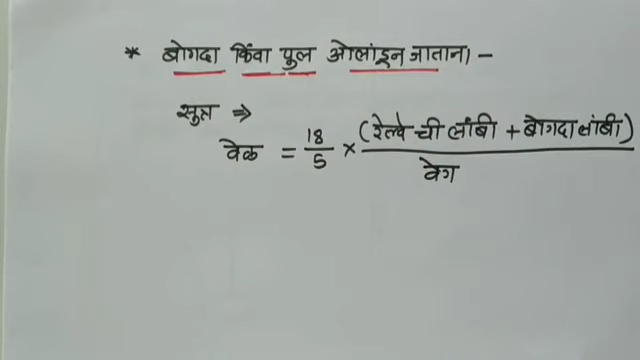 * बोगदा किंवा पूल ओलांडून जाताना -
सुत्र ⇒
वेळ = 18/5 × (रेल्वे ची लांबी + बोगदा लांबी) / वेग